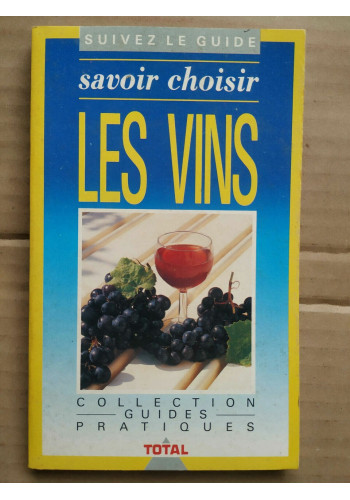 SUIVEZ LE GUIDE
savoir choisir
LES VINS
COLLECTION
GUIDES
PRATIQUES
TOTAL